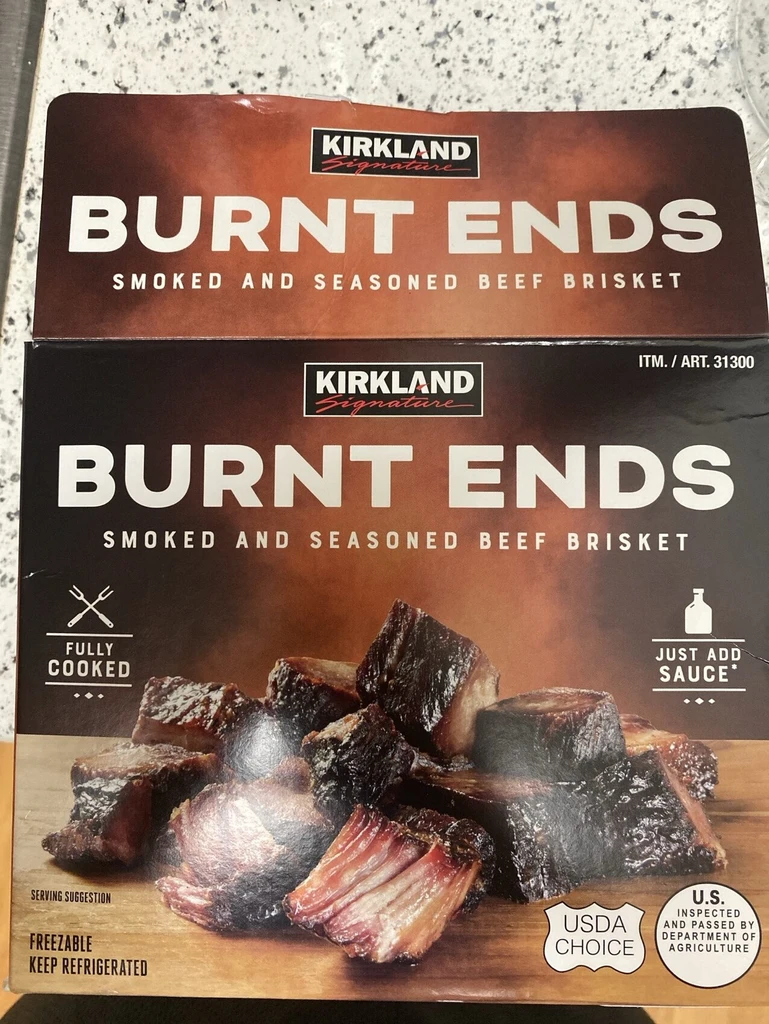 KIRKLAND
Signature
BURNT ENDS
SMOKED AND SEASONED BEEF BRISKET
ITM. / ART. 31300
KIRKLAND
Signature
BURNT ENDS
SMOKED AND SEASONED BEEF BRISKET
FULLY
COOKED
JUST ADD
SAUCE*
SERVING SUGGESTION
FREEZABLE
KEEP REFRIGERATED
USDA
CHOICE
U.S.
INSPECTED
AND PASSED BY
DEPARTMENT OF
AGRICULTURE